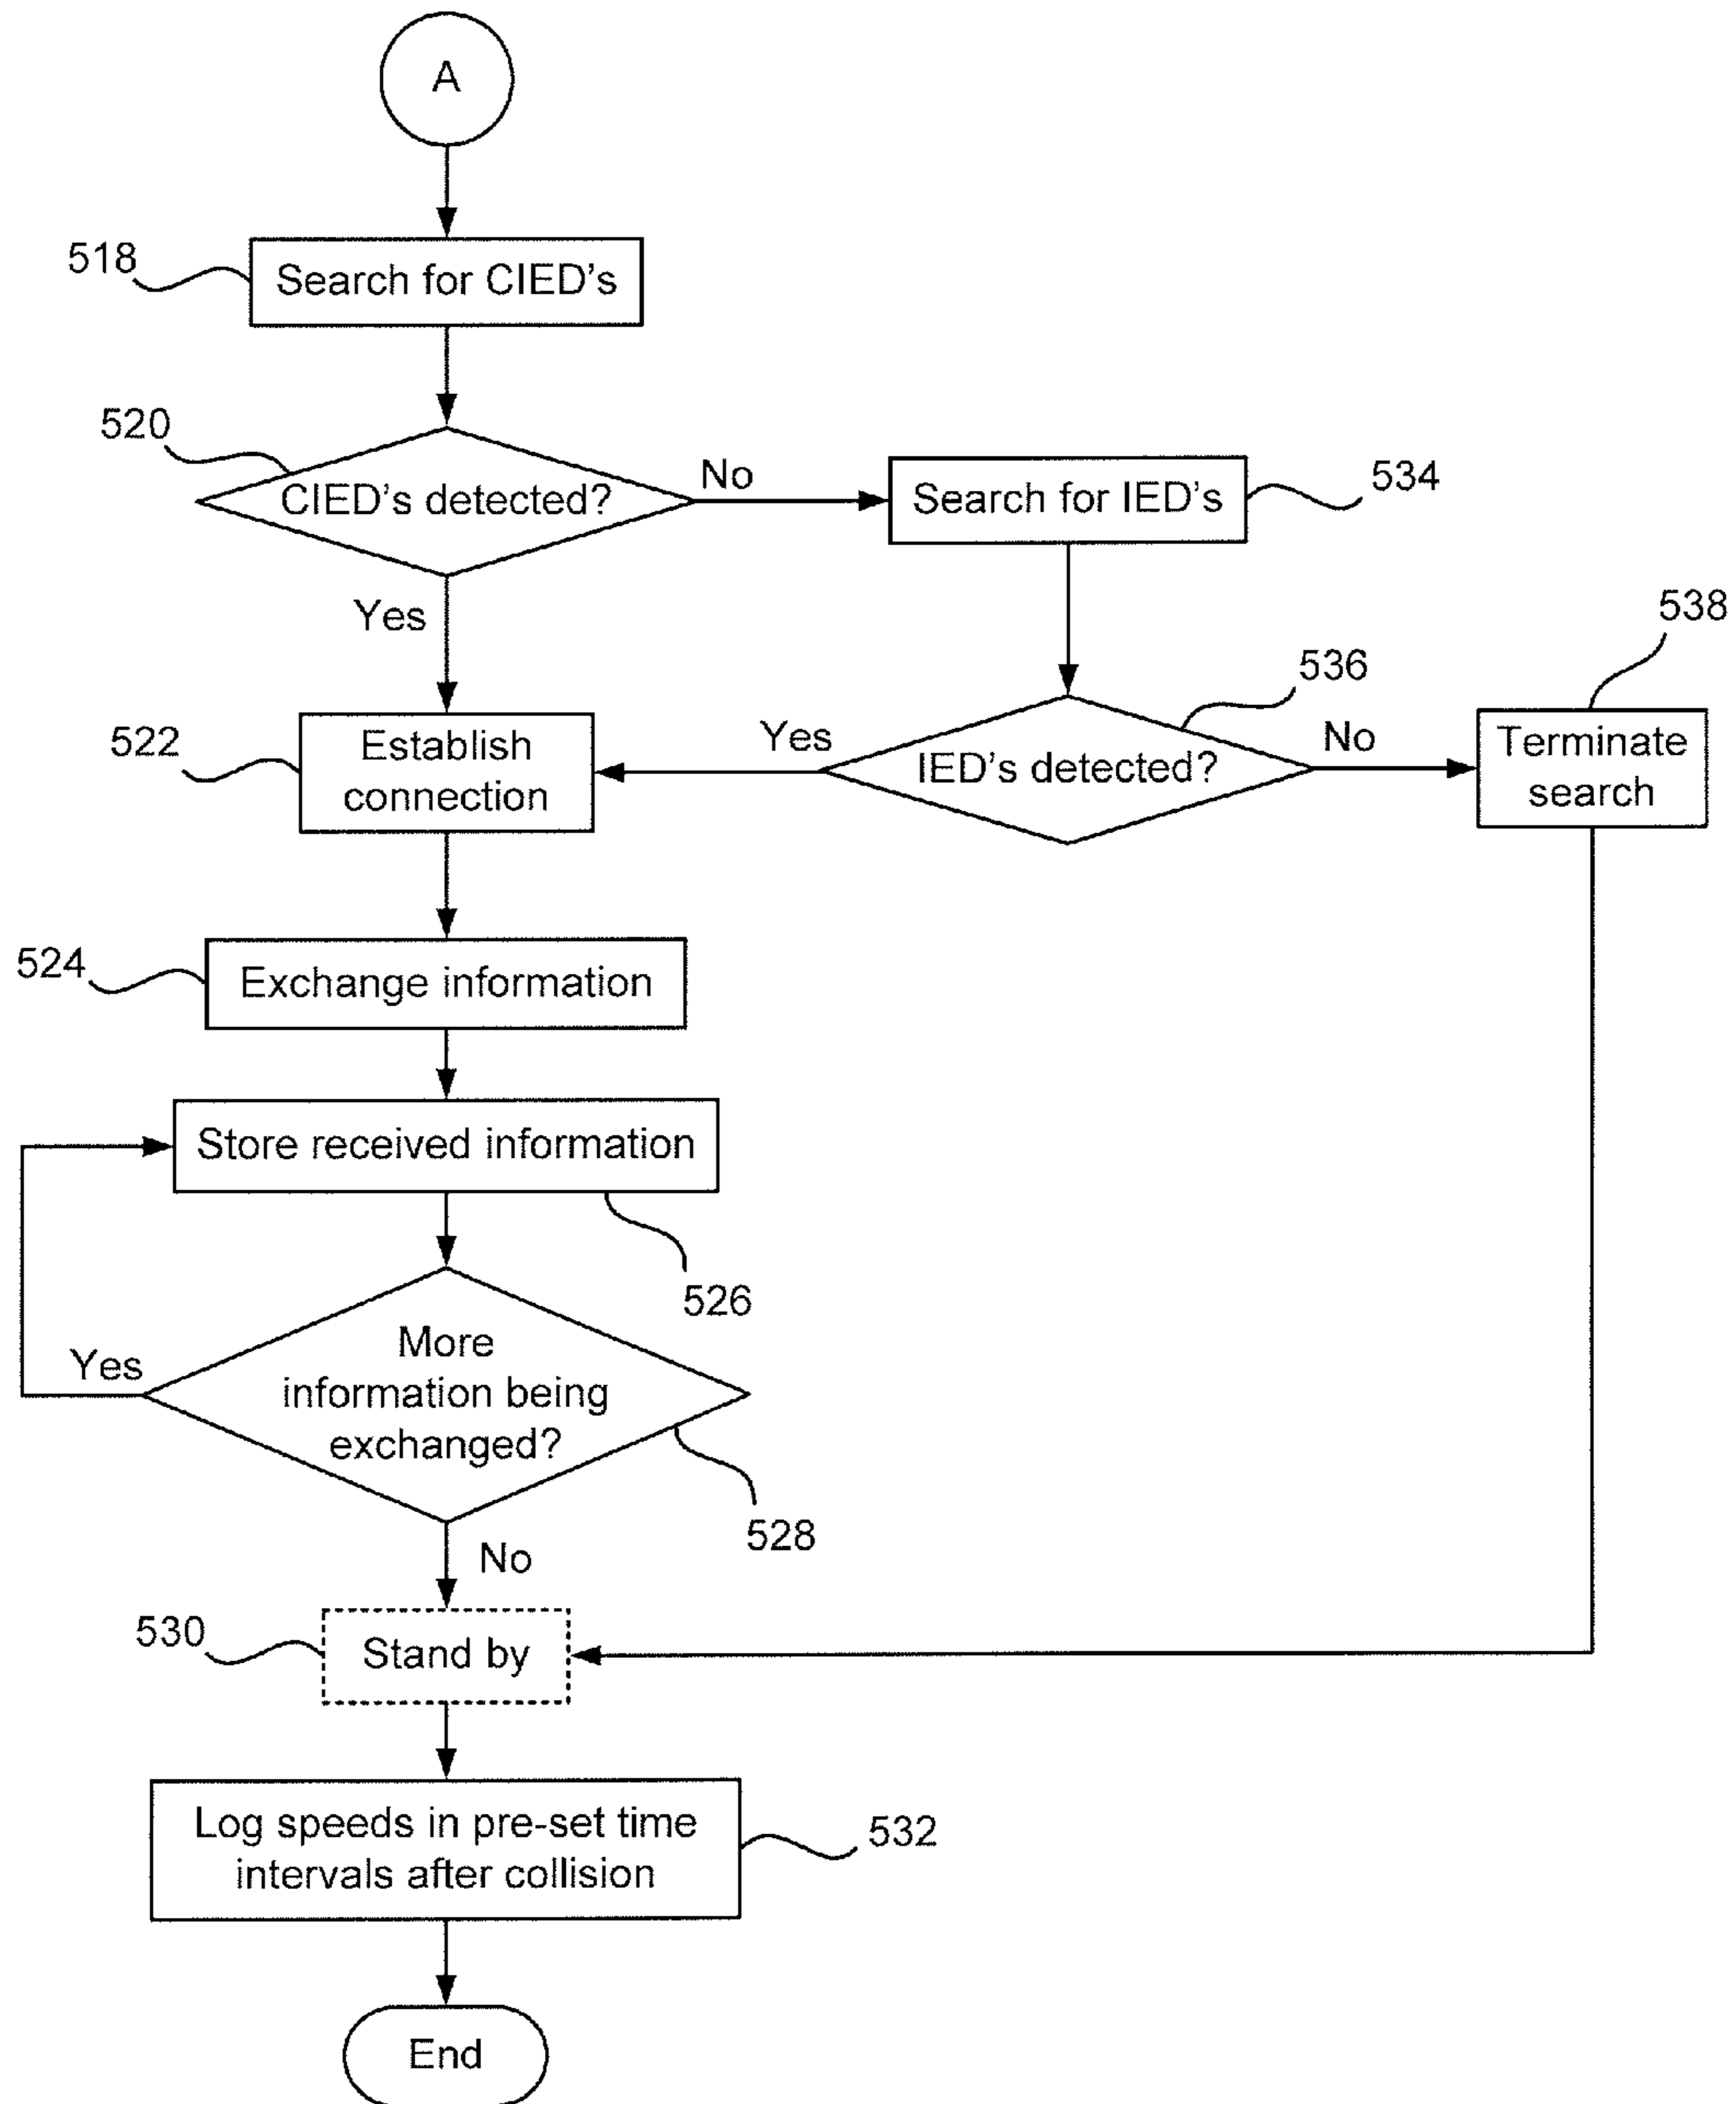 A
518
Search for CIED's
520
CIED's detected?
No
Search for IED's
534
Yes
538
536
522
Establish
connection
Yes
IED's detected?
No
Terminate
search
524
Exchange information
Store received information
526
Yes
More
information being
exchanged?
528
No
530
Stand by
Log speeds in pre-set time
intervals after collision
532
End